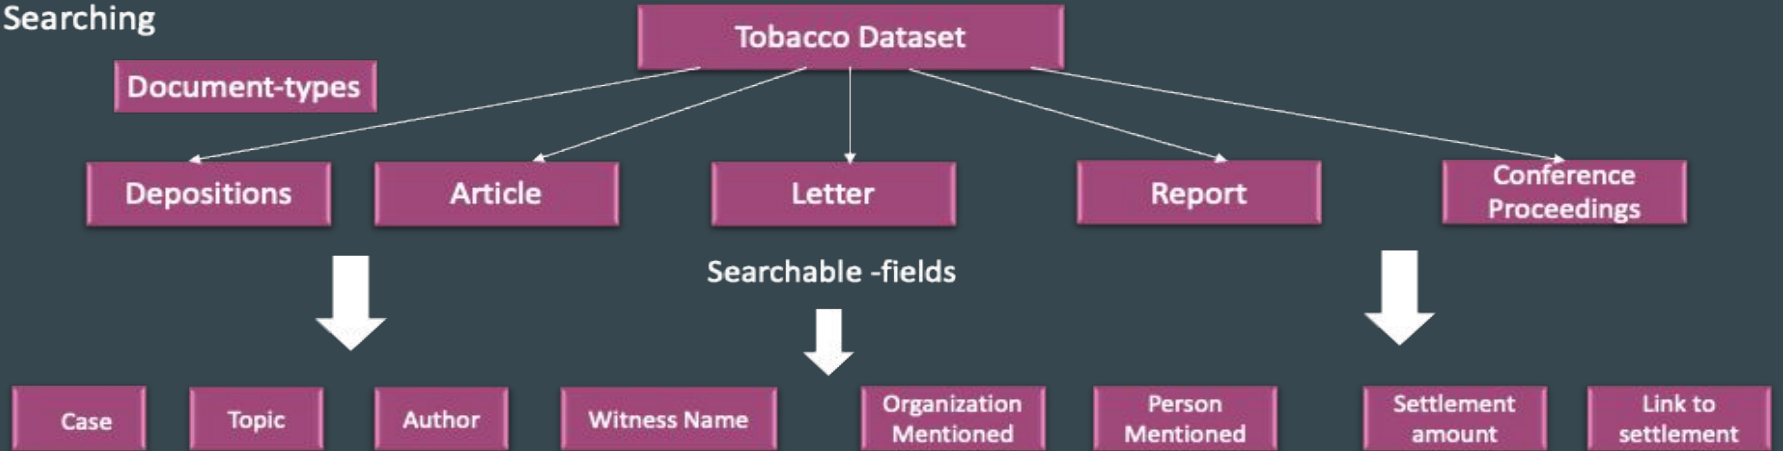 Searching
Tobacco Dataset
Document-types
Depositions
Article
Letter
Report
Conference
Proceedings
Searchable -fields
Case
Topic
Author
Witness Name
Organization
Mentioned
Person
Mentioned
Settlement
amount
Link to
settlement